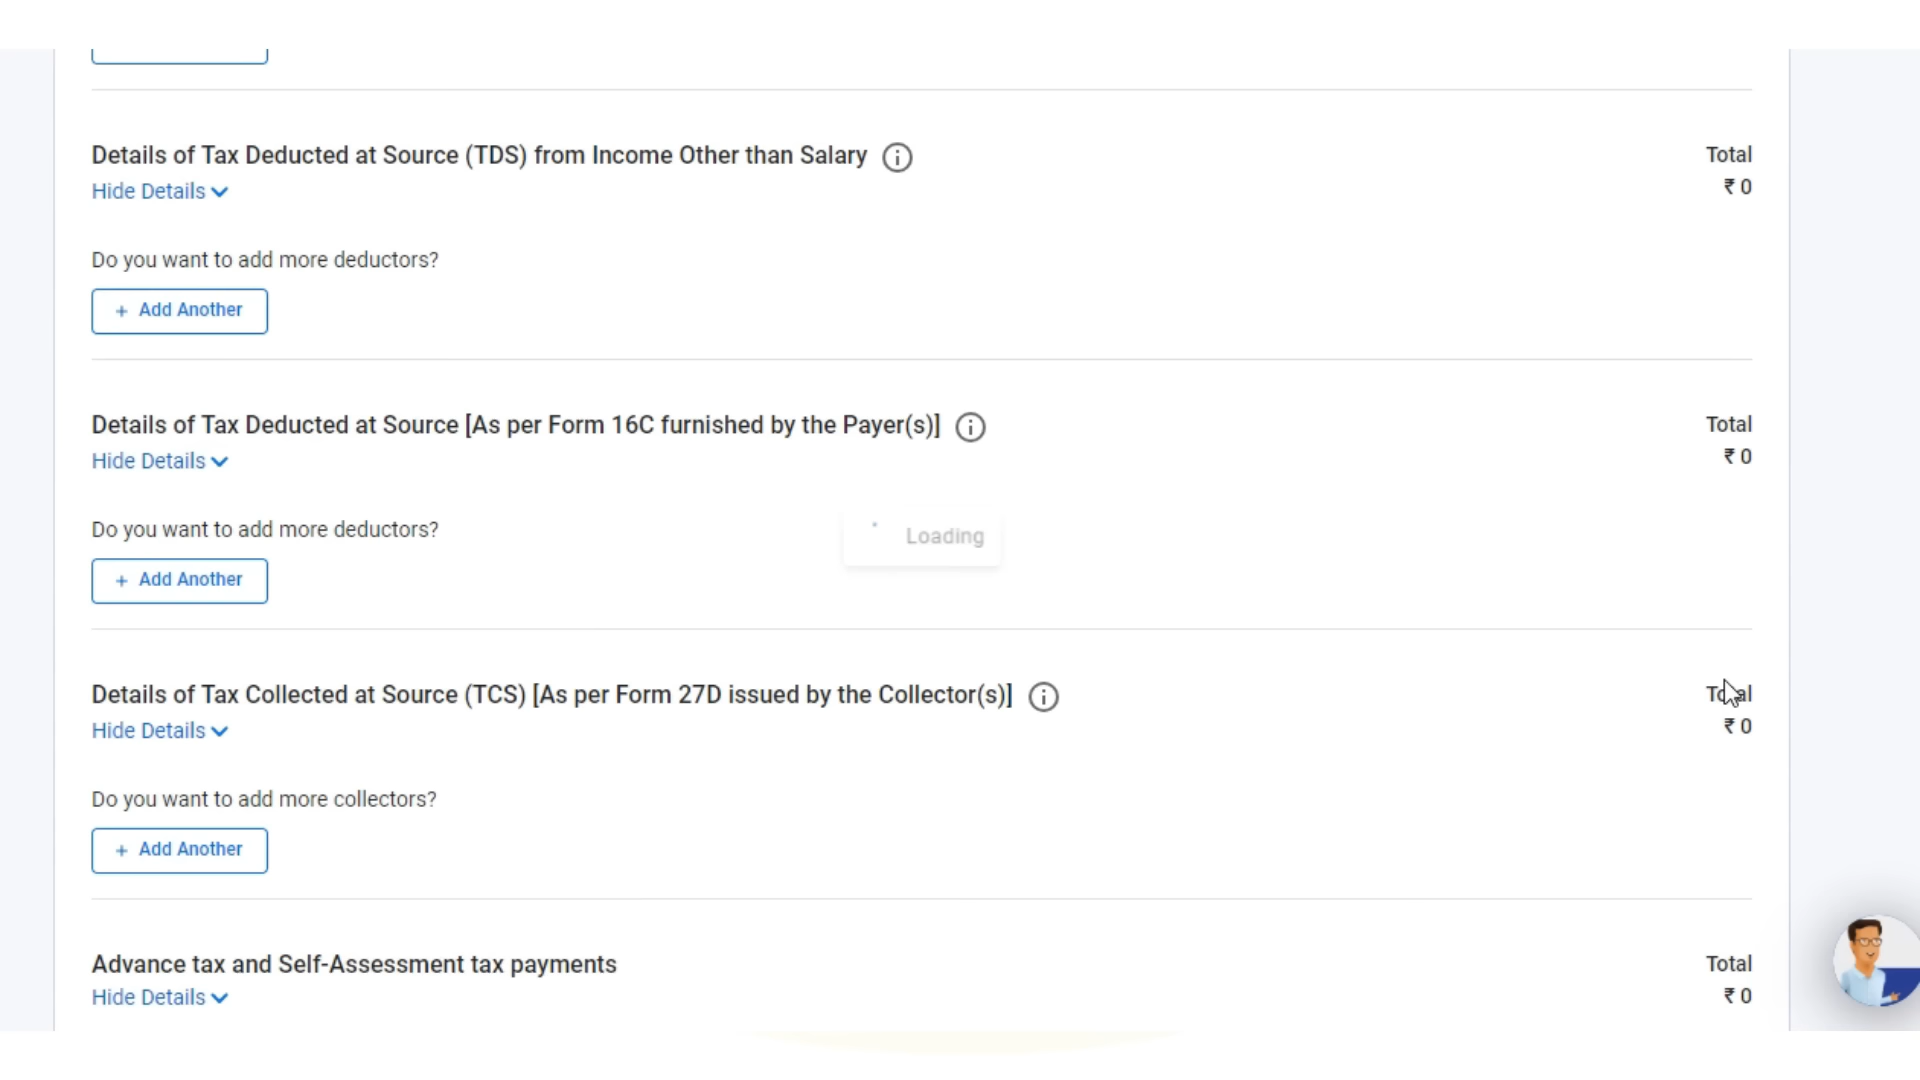 Details of Tax Deducted at Source (TDS) from Income Other than Salary
Total
Hide Details
₹ 0
Do you want to add more deductors?
+ Add Another
Details of Tax Deducted at Source [As per Form 16C furnished by the Payer(s)]
Total
Hide Details
₹ 0
Do you want to add more deductors?
Loading
+ Add Another
Details of Tax Collected at Source (TCS) [As per Form 27D issued by the Collector(s)]
Total
Hide Details
₹ 0
Do you want to add more collectors?
+ Add Another
Advance tax and Self-Assessment tax payments
Total
Hide Details
₹ 0